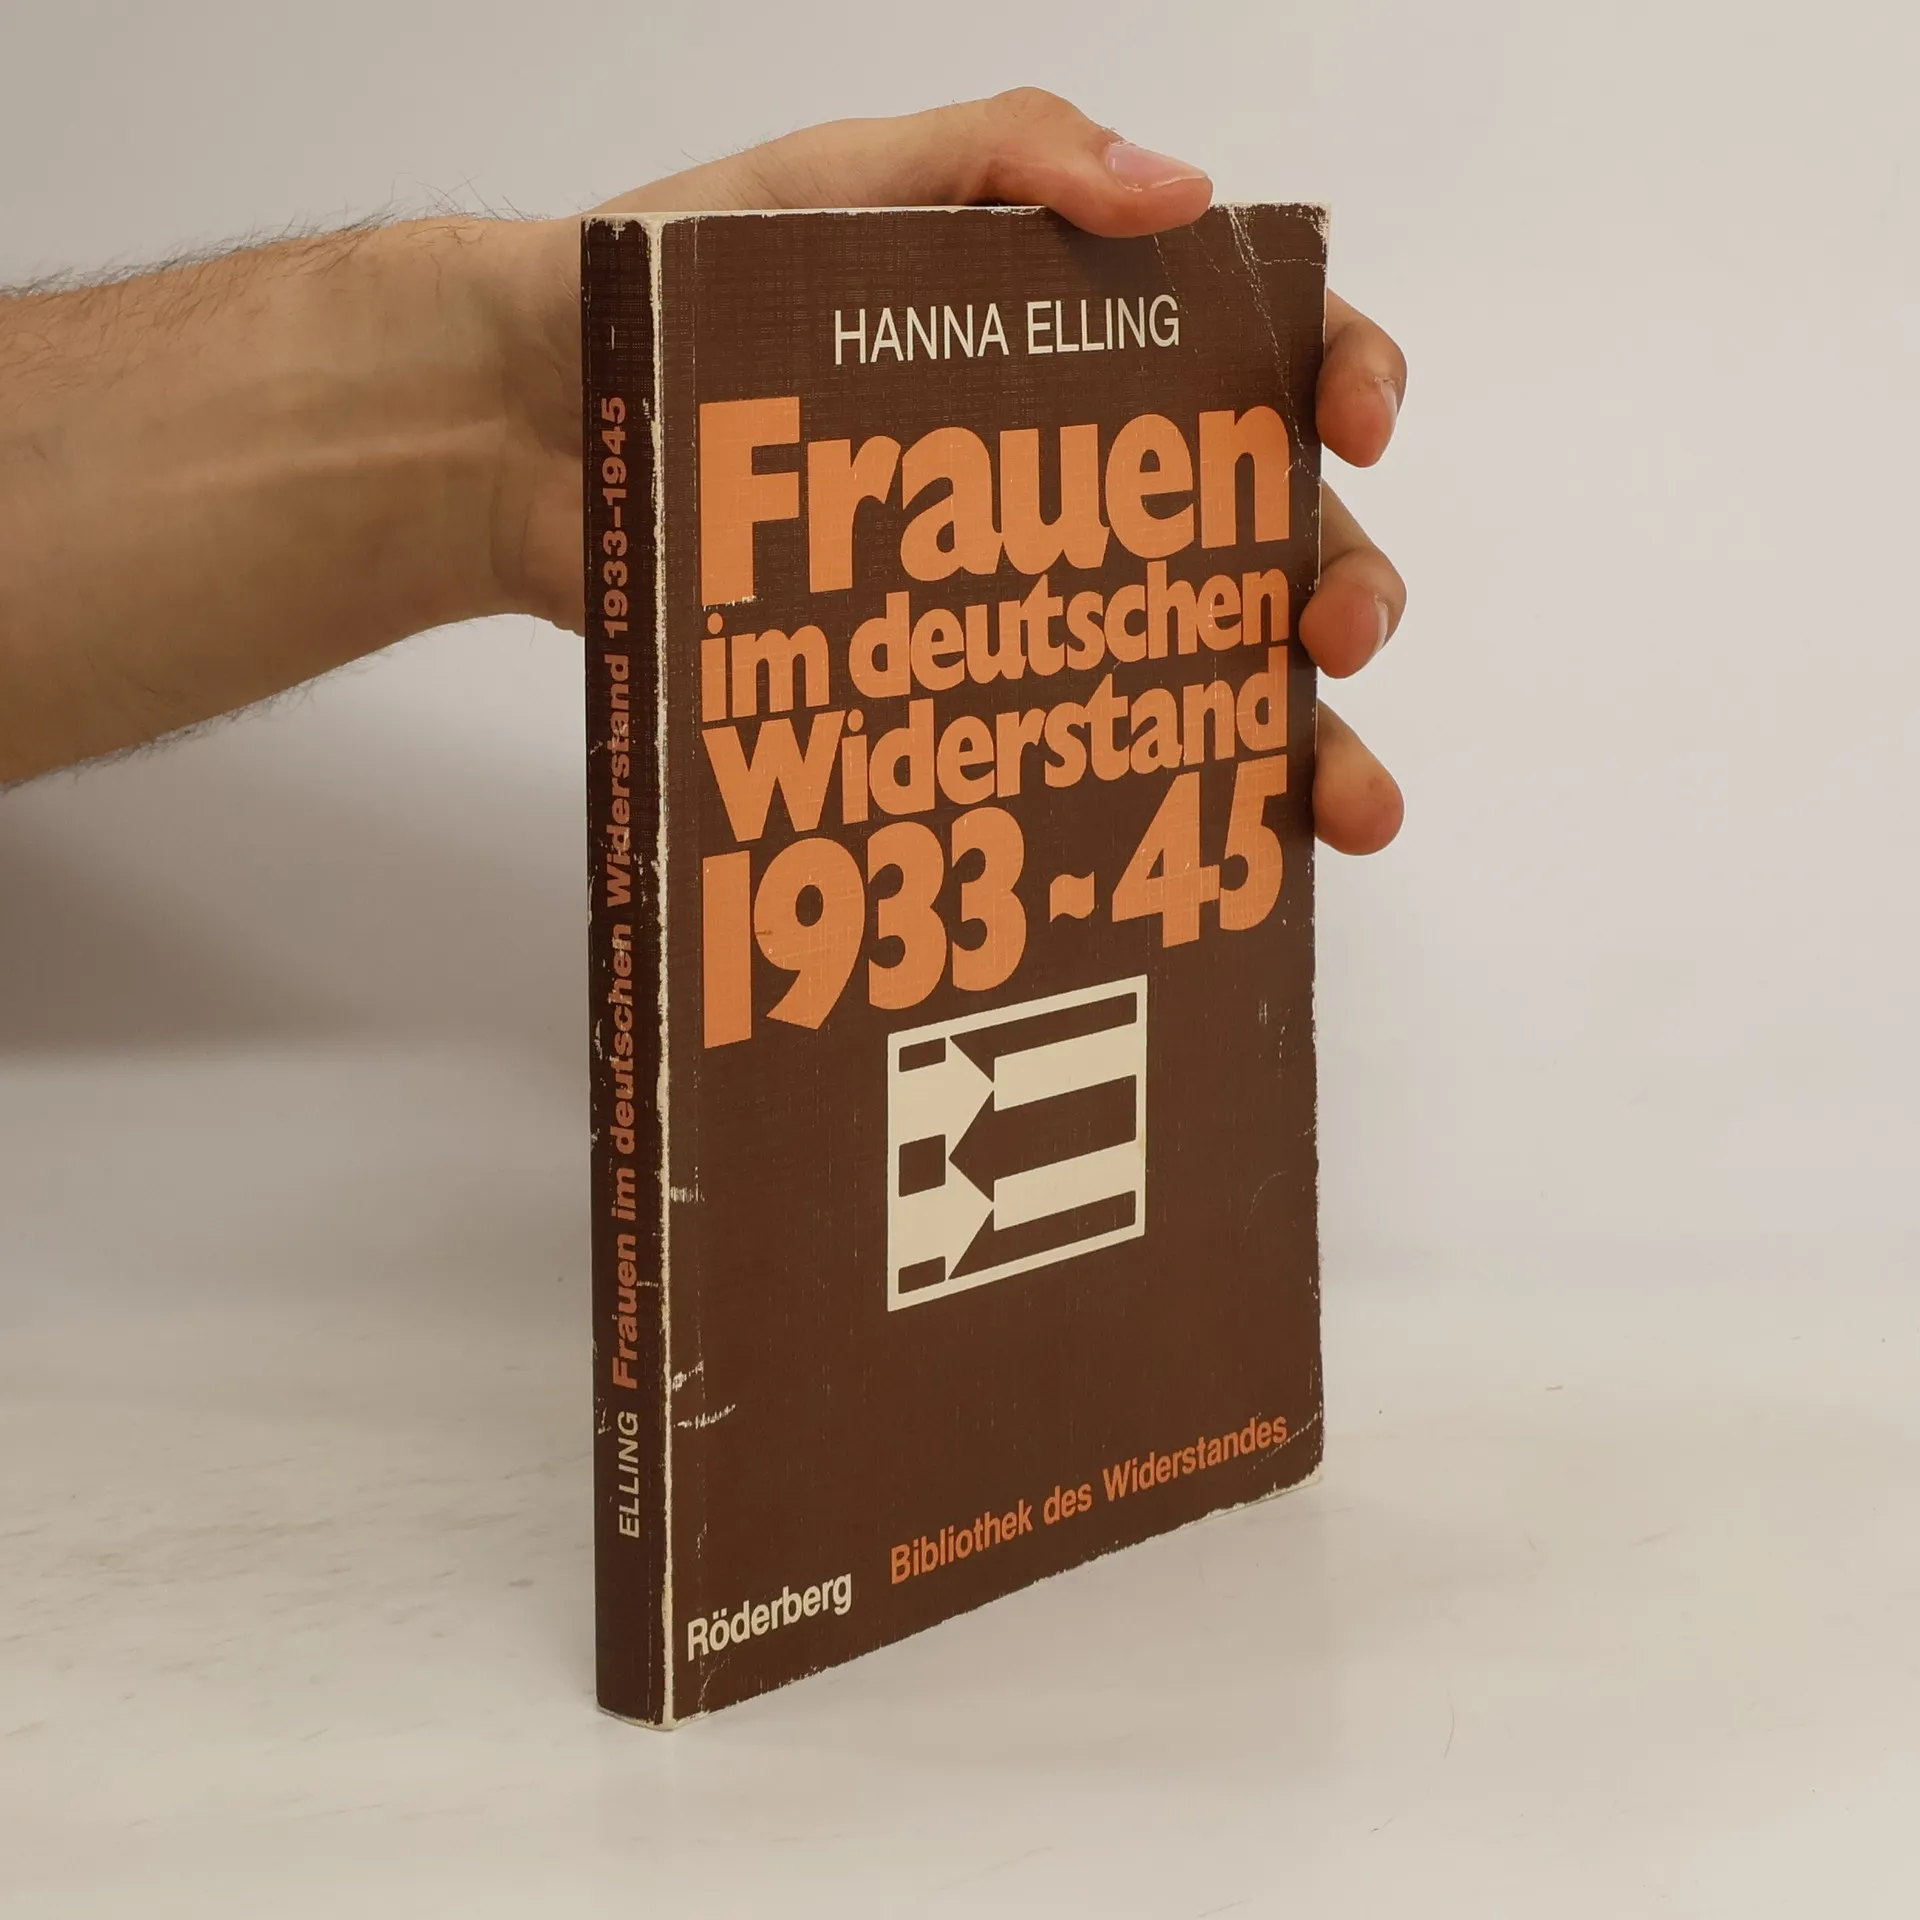 HANNA ELLING
Frauen
im deutschen
Widerstand
1933-45
Röderberg Bibliothek des Widerstandes
ELLING Frauen im deutschen Widerstand 1933–1945